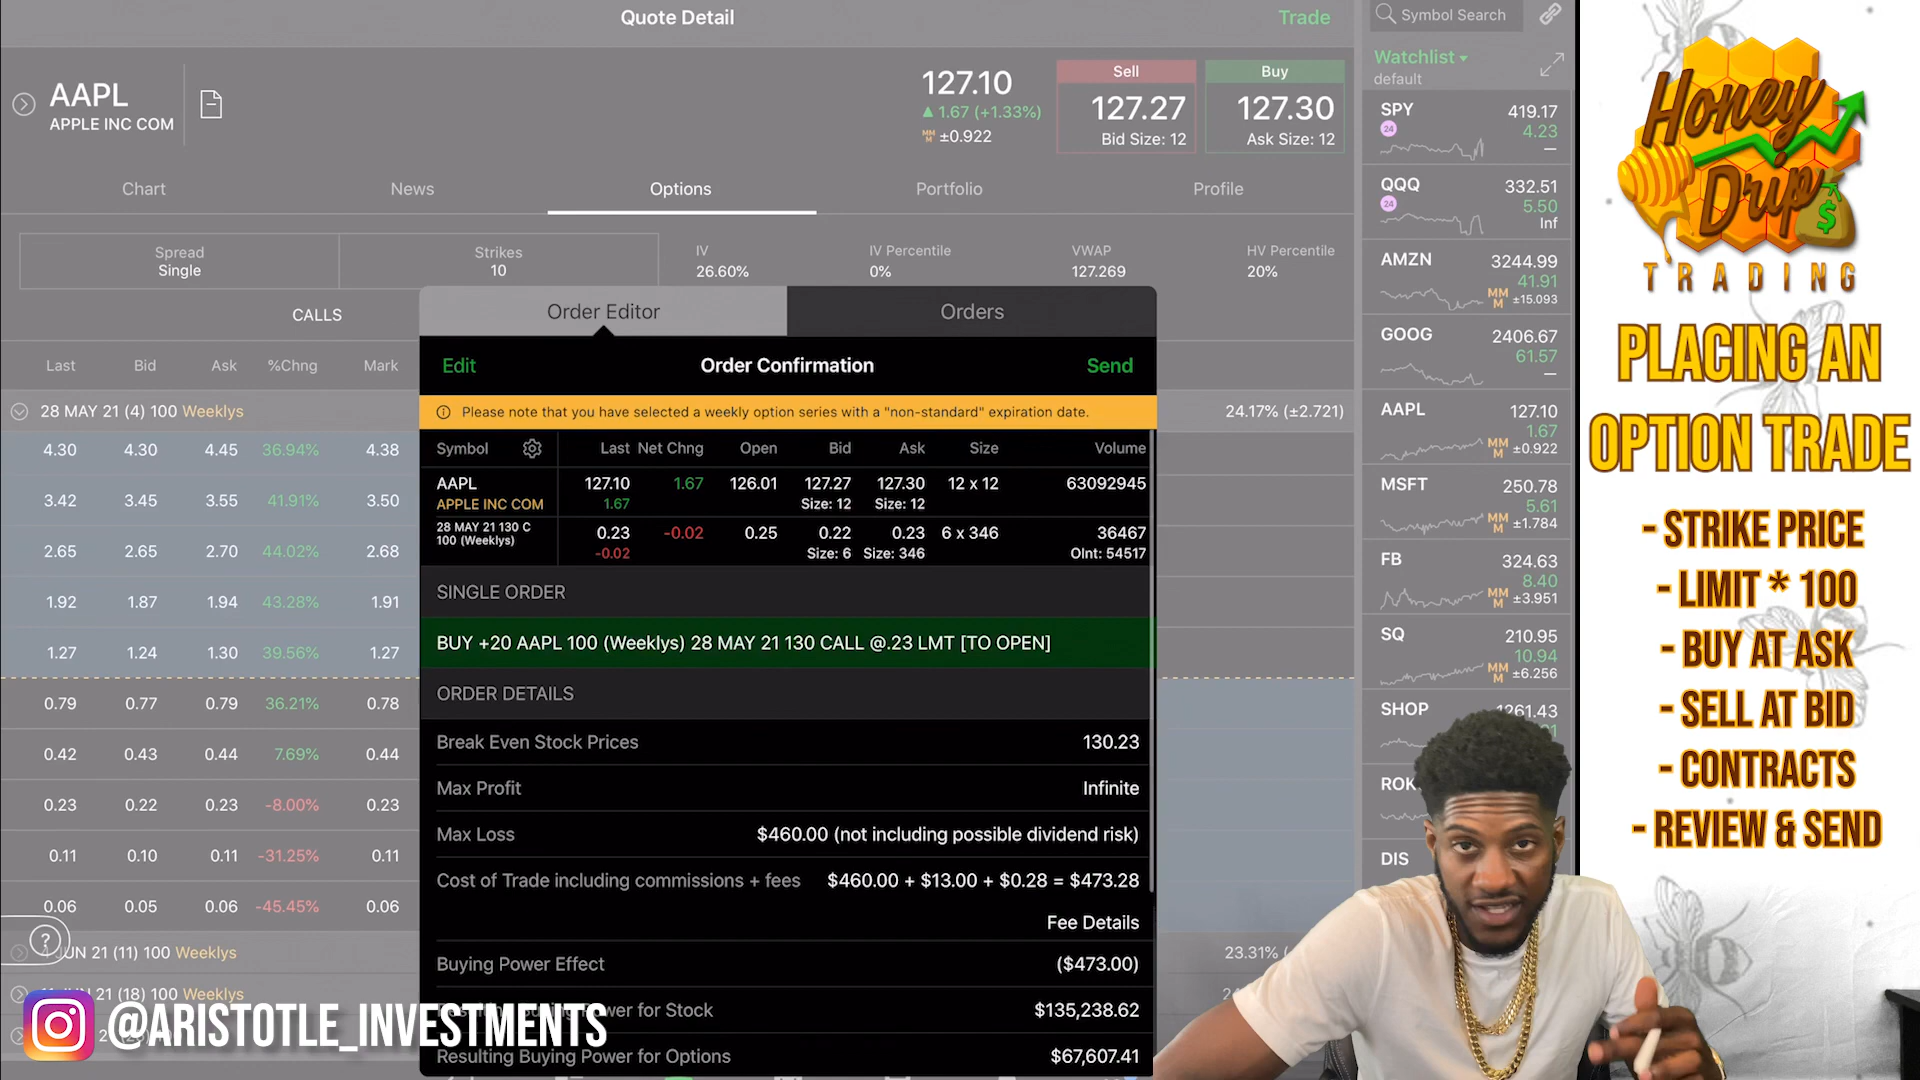 Quote Detail
Trade
Symbol Search
AAPL
APPLE INC COM
127.10
1.67 (+1.33%)
MM M ±0.922
Sell
127.27
Bid Size: 12
Buy
127.30
Ask Size: 12
Chart
News
Options
Portfolio
Profile
Spread
Single
Strikes
10
IV
26.60%
IV Percentile
0%
VWAP
127.269
HV Percentile
20%
CALLS
Last Bid Ask %Chng Mark
28 MAY 21 (4) 100 Weeklys
24.17% (±2.721)
4.30 4.30 4.45 36.94% 4.38
3.42 3.45 3.55 41.91% 3.50
2.65 2.65 2.70 44.02% 2.68
1.92 1.87 1.94 43.28% 1.91
1.27 1.24 1.30 39.56% 1.27
0.79 0.77 0.79 36.21% 0.78
0.42 0.43 0.44 7.69% 0.44
0.23 0.22 0.23 -8.00% 0.23
0.11 0.10 0.11 -31.25% 0.11
0.06 0.05 0.06 -45.45% 0.06
?
JUN 21 (11) 100 Weeklys
23.31% (
JUN 21 (18) 100 Weeklys
@ARISTOTLE_INVESTMENTS
Order Editor
Orders
Edit
Order Confirmation
Send
Please note that you have selected a weekly option series with a "non-standard" expiration date.
Symbol Last Net Chng Open Bid Ask Size Volume
AAPL 127.10 1.67 126.01 127.27 127.30 12 x 12 63092945
APPLE INC COM 1.67 Size: 12 Size: 12
28 MAY 21 130 C 0.23 -0.02 0.25 0.22 0.23 6 x 346 36467
100 (Weeklys) -0.02 Size: 6 Size: 346 OInt: 54517
SINGLE ORDER
BUY +20 AAPL 100 (Weeklys) 28 MAY 21 130 CALL @.23 LMT [TO OPEN]
ORDER DETAILS
Break Even Stock Prices 130.23
Max Profit Infinite
Max Loss $460.00 (not including possible dividend risk)
Cost of Trade including commissions + fees $460.00 + $13.00 + $0.28 = $473.28
Fee Details
Buying Power Effect ($473.00)
wer for Stock $135,238.62
Resulting Buying Power for Options $67,607.41
Watchlist
default
SPY 419.17
24 4.23
—
QQQ 332.51
24 5.50
Inf
AMZN 3244.99
41.91
MM M ±15.093
GOOG 2406.67
61.57
—
AAPL 127.10
1.67
MM M ±0.922
MSFT 250.78
5.61
MM M ±1.784
FB 324.63
8.40
MM M ±3.951
SQ 210.95
10.94
MM M ±6.256
SHOP 1261.43
ROK
DIS
Honey
Drip
$
TRADING
PLACING AN
OPTION TRADE
- STRIKE PRICE
- LIMIT * 100
- BUY AT ASK
- SELL AT BID
- CONTRACTS
- REVIEW & SEND